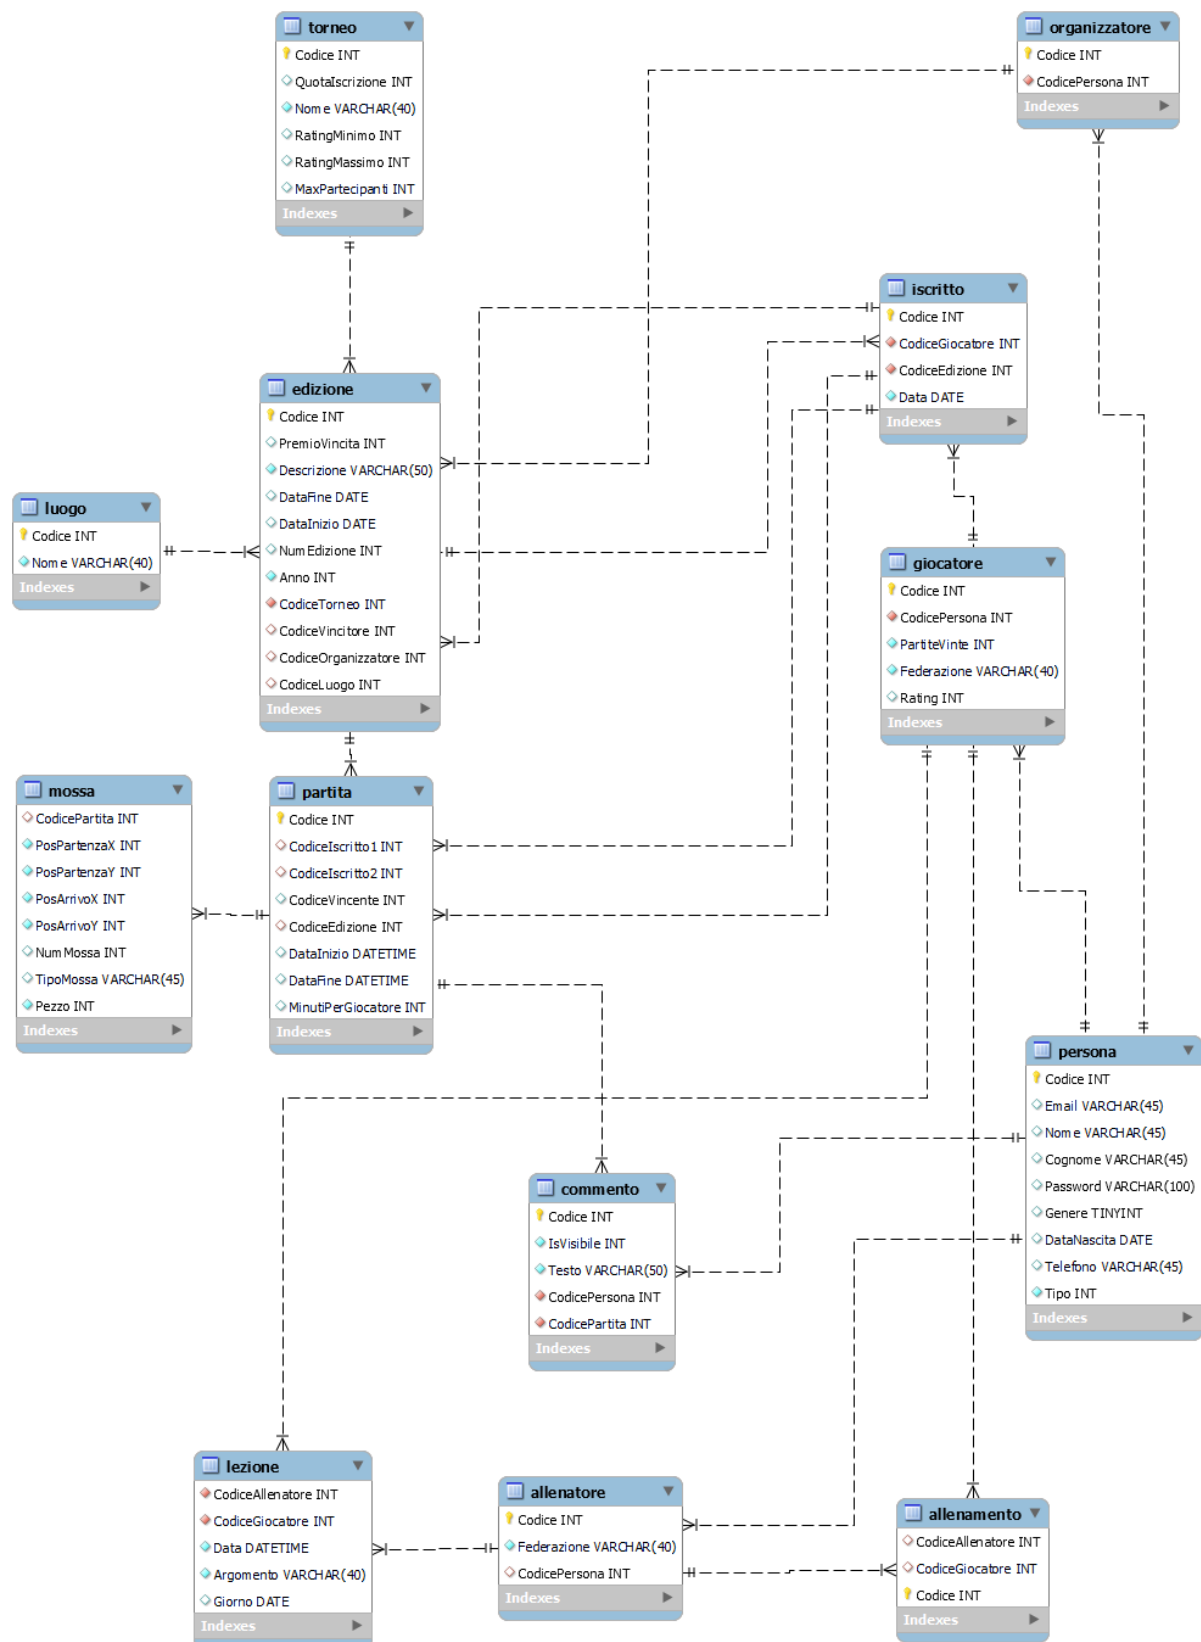 torneo
Codice INT
QuotaIscrizione INT
Nome VARCHAR(40)
RatingMinimo INT
RatingMassimo INT
MaxPartecipanti INT
Indexes
organizzatore
Codice INT
CodicePersona INT
Indexes
iscritto
Codice INT
CodiceGiocatore INT
CodiceEdizione INT
Data DATE
Indexes
edizione
Codice INT
PremioVincita INT
Descrizione VARCHAR(50)
DataFine DATE
DataInizio DATE
NumEdizione INT
Anno INT
CodiceTorneo INT
CodiceVincitore INT
CodiceOrganizzatore INT
CodiceLuogo INT
Indexes
luogo
Codice INT
Nome VARCHAR(40)
Indexes
giocatore
Codice INT
CodicePersona INT
PartiteVinte INT
Federazione VARCHAR(40)
Rating INT
Indexes
mossa
CodicePartita INT
PosPartenzaX INT
PosPartenzaY INT
PosArrivoX INT
PosArrivoY INT
NumMossa INT
TipoMossa VARCHAR(45)
Pezzo INT
Indexes
partita
Codice INT
CodiceIscritto1 INT
CodiceIscritto2 INT
CodiceVincente INT
CodiceEdizione INT
DataInizio DATETIME
DataFine DATETIME
MinutiPerGiocatore INT
Indexes
persona
Codice INT
Email VARCHAR(45)
Nome VARCHAR(45)
Cognome VARCHAR(45)
Password VARCHAR(100)
Genere TINYINT
DataNascita DATE
Telefono VARCHAR(45)
Tipo INT
Indexes
commento
Codice INT
IsVisibile INT
Testo VARCHAR(50)
CodicePersona INT
CodicePartita INT
Indexes
lezione
CodiceAllenatore INT
CodiceGiocatore INT
Data DATETIME
Argomento VARCHAR(40)
Giorno DATE
Indexes
allenatore
Codice INT
Federazione VARCHAR(40)
CodicePersona INT
Indexes
allenamento
CodiceAllenatore INT
CodiceGiocatore INT
Codice INT
Indexes